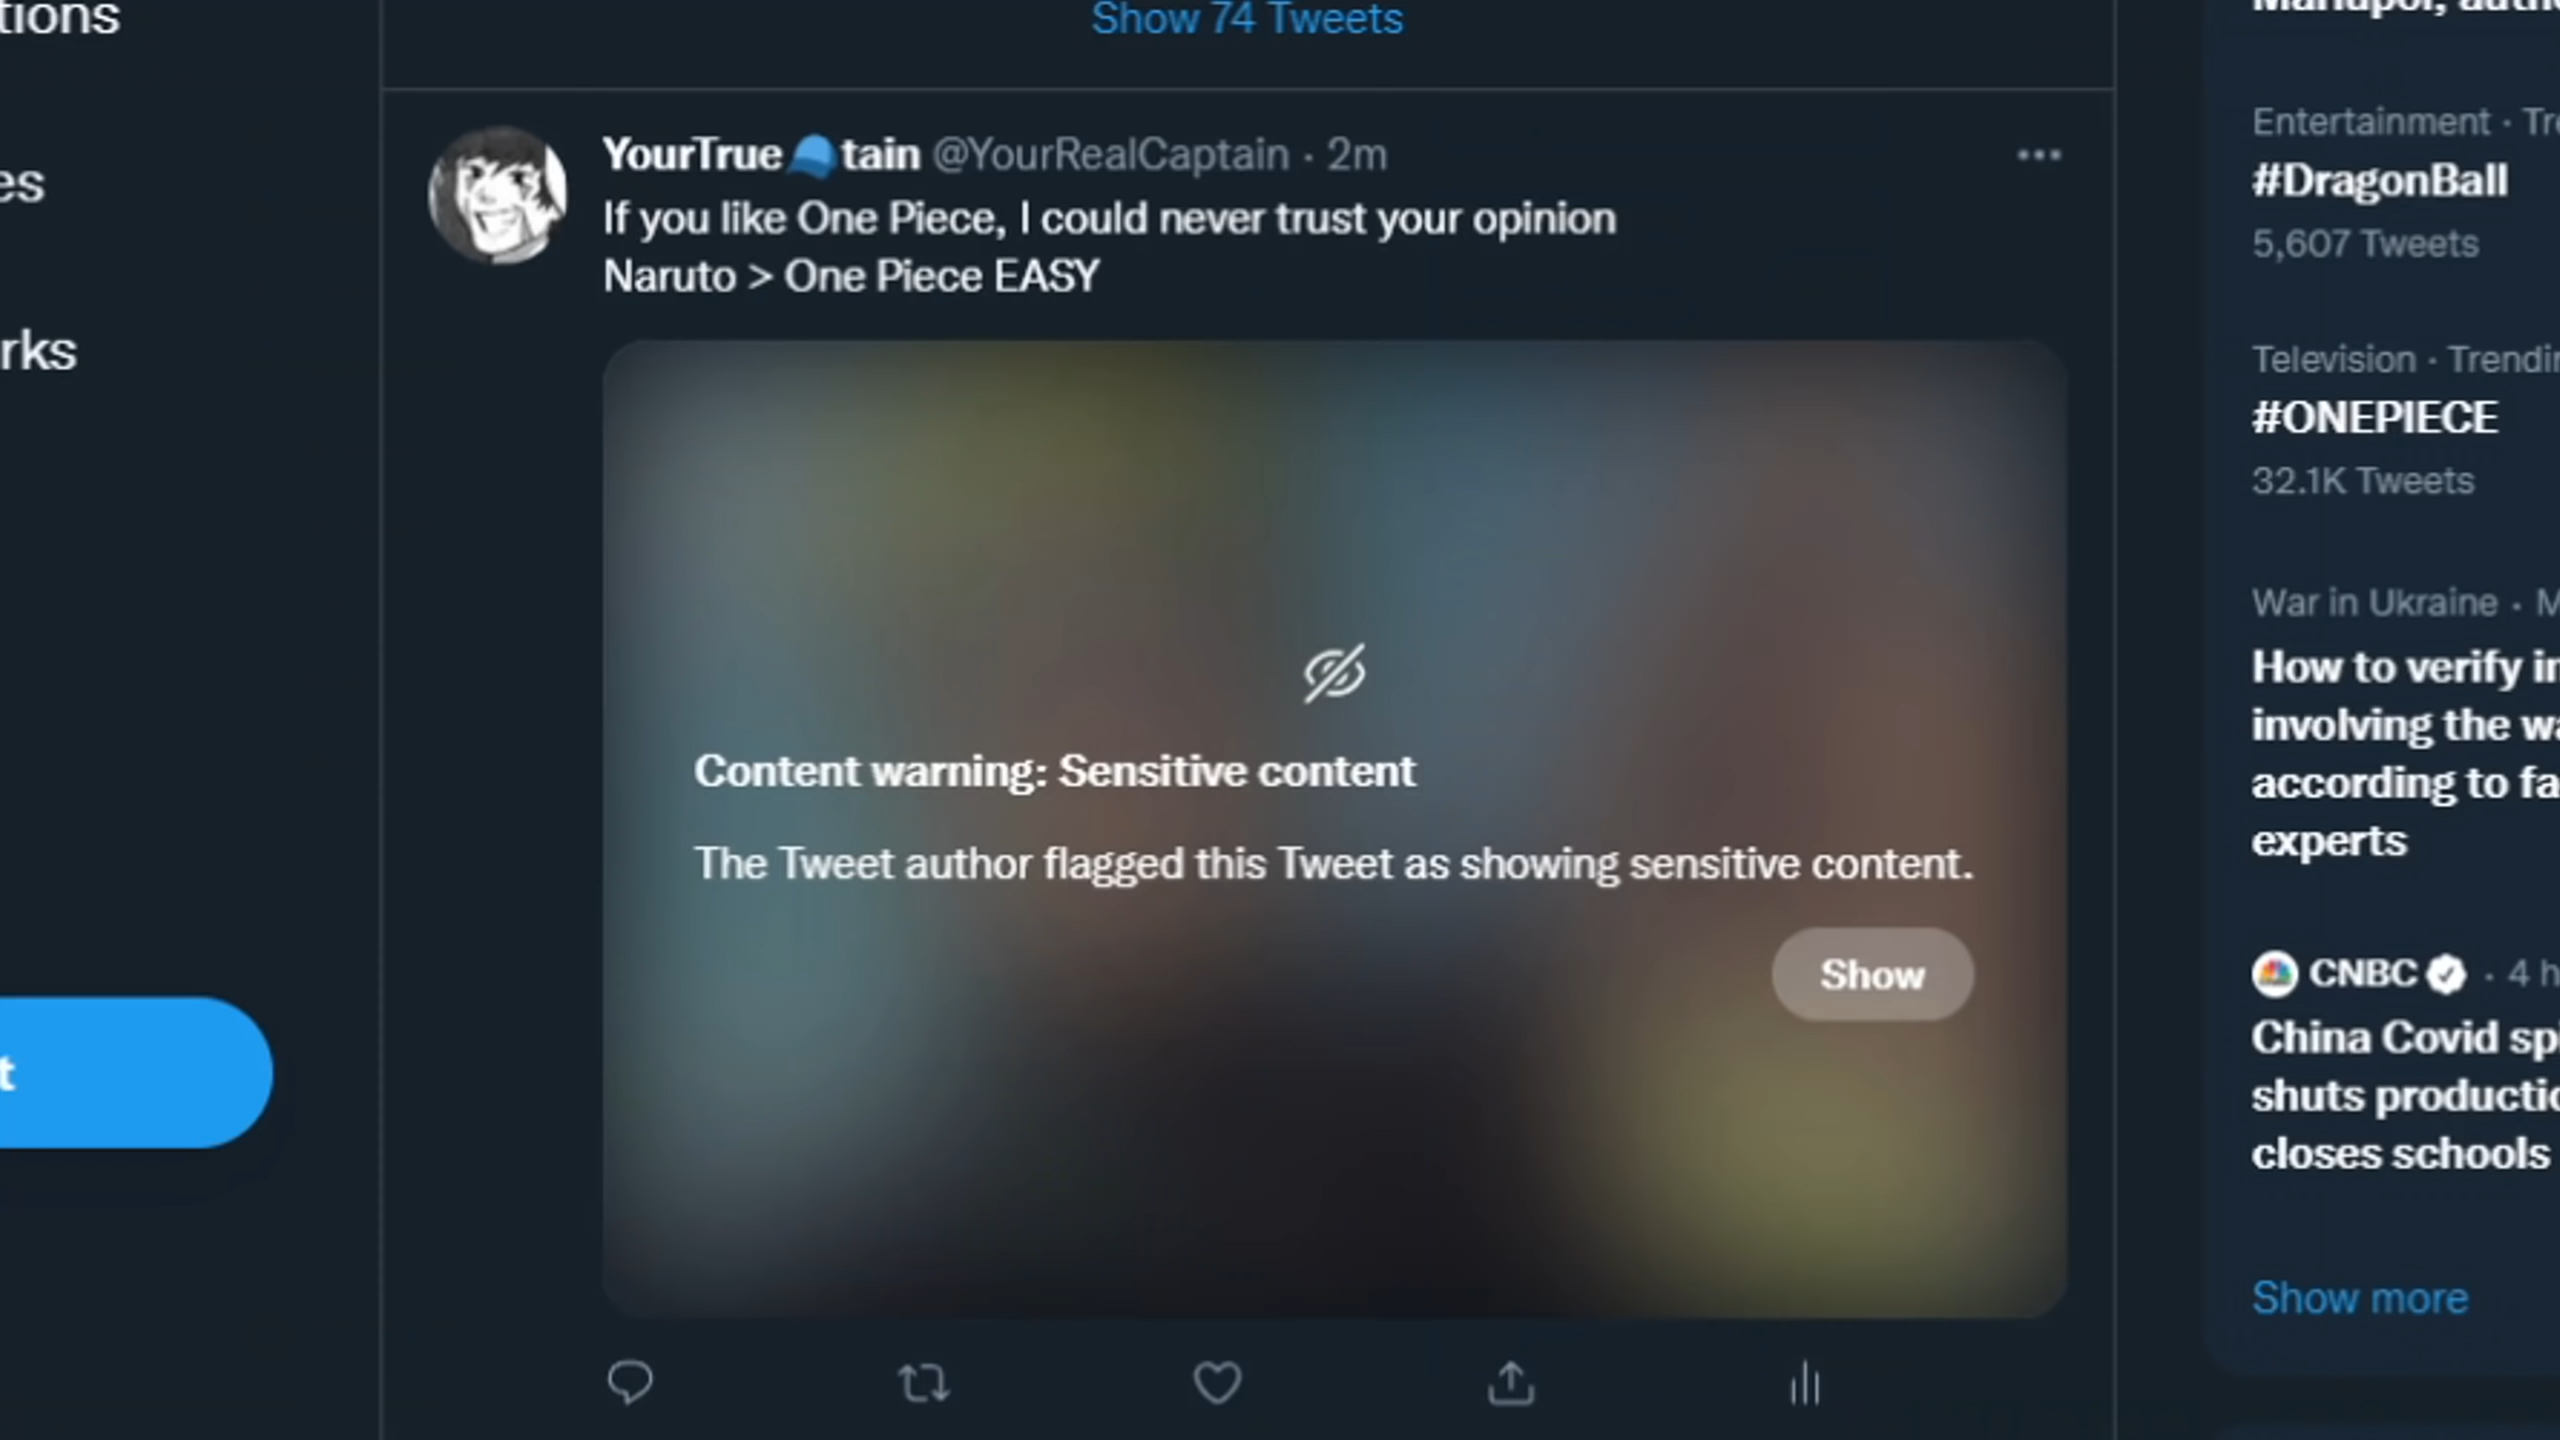 tions
es
rks
t
Show 74 Tweets
YourTrue🧢tain @YourRealCaptain · 2m
If you like One Piece, I could never trust your opinion
Naruto > One Piece EASY
Content warning: Sensitive content
The Tweet author flagged this Tweet as showing sensitive content.
Show
Entertainment · Tre
#DragonBall
5,607 Tweets
Television · Trendin
#ONEPIECE
32.1K Tweets
War in Ukraine · M
How to verify in
involving the wa
according to fa
experts
CNBC · 4 h
China Covid sp
shuts productio
closes schools
Show more